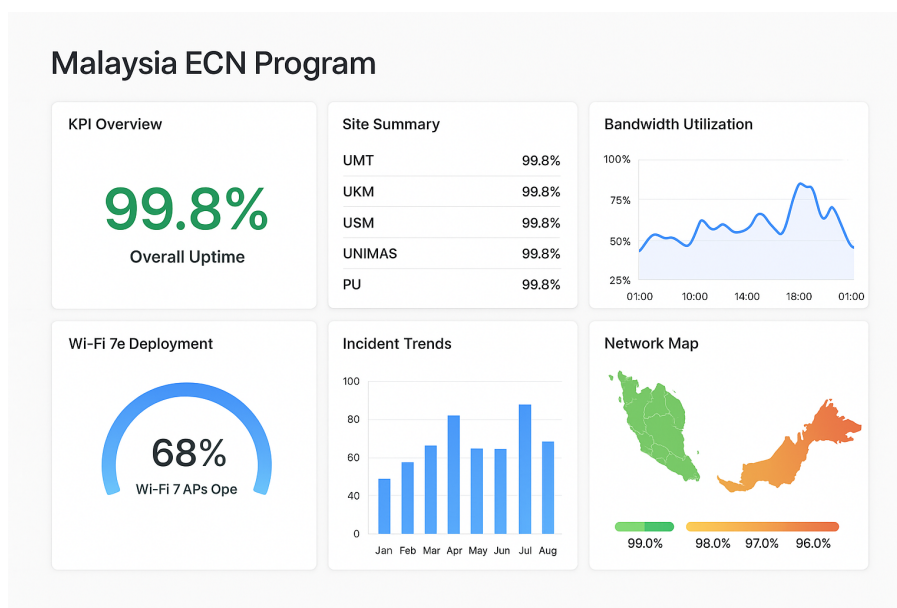 Malaysia ECN Program
KPI Overview
99.8%
Overall Uptime
Site Summary
UMT 99.8%
UKM 99.8%
USM 99.8%
UNIMAS 99.8%
PU 99.8%
Bandwidth Utilization
100%
75%
50%
25%
01:00 10:00 14:00 18:00 01:00
Wi-Fi 7e Deployment
68%
Wi-Fi 7 APs Ope
Incident Trends
100
80
60
40
0
Jan Feb Mar Apr May Jun Jul Aug
Network Map
99.0% 98.0% 97.0% 96.0%